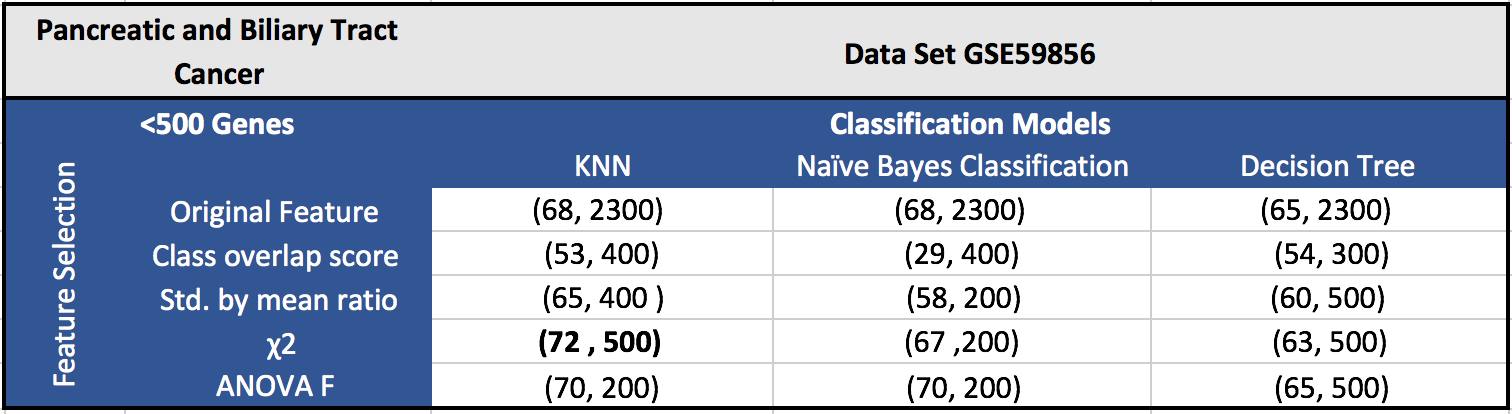 Pancreatic and Biliary Tract
Cancer
Data Set GSE59856
<500 Genes
Classification Models
KNN
Naïve Bayes Classification
Decision Tree
Feature Selection
Original Feature
(68, 2300)
(68, 2300)
(65, 2300)
Class overlap score
(53, 400)
(29, 400)
(54, 300)
Std. by mean ratio
(65, 400 )
(58, 200)
(60, 500)
χ2
(72 , 500)
(67 ,200)
(63, 500)
ANOVA F
(70, 200)
(70, 200)
(65, 500)